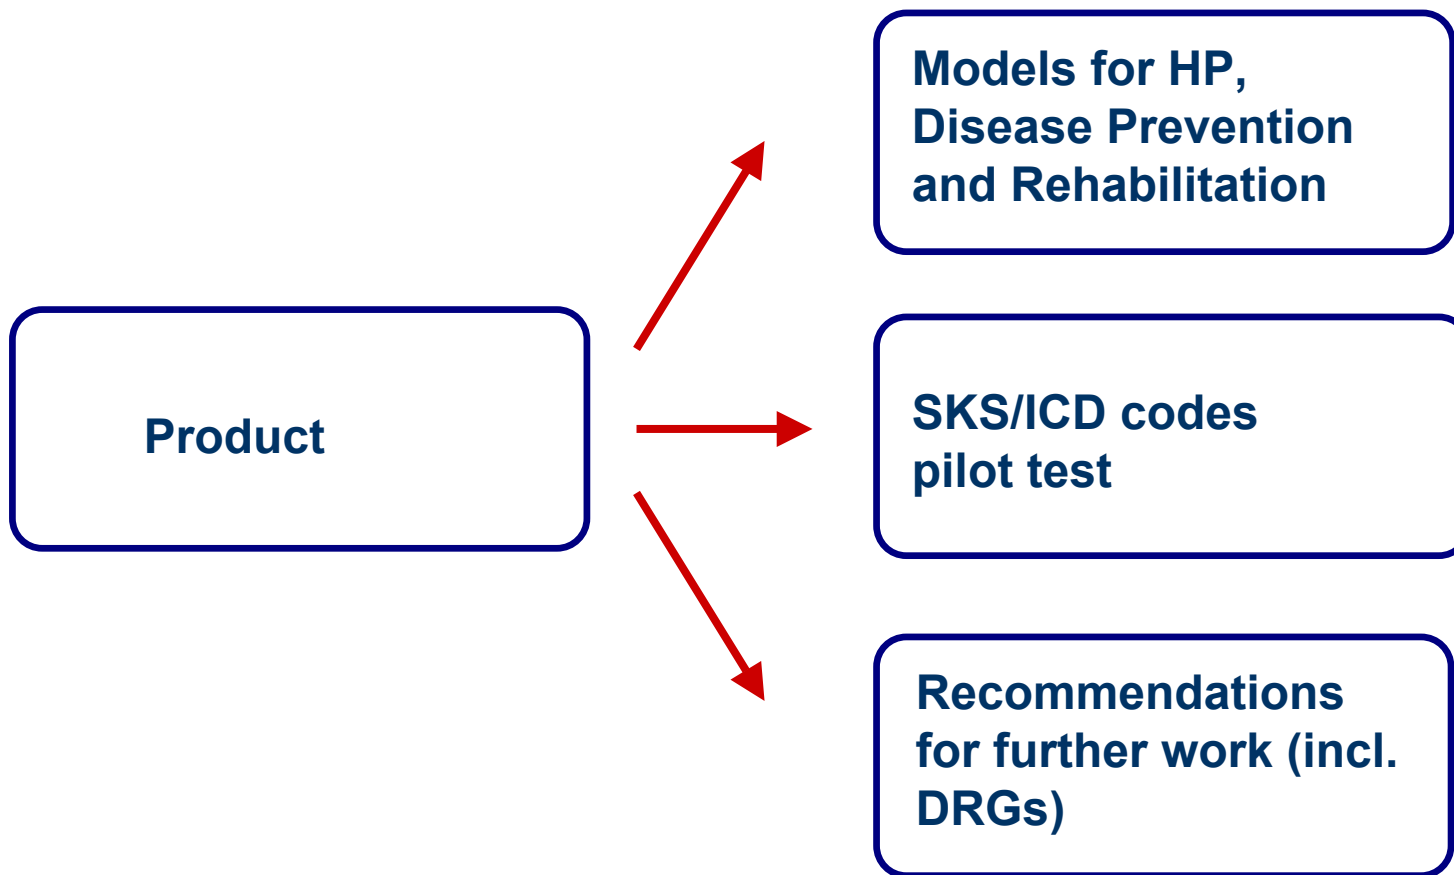 Models for HP,
Disease Prevention
and Rehabilitation
Product
SKS/ICD codes
pilot test
Recommendations
for further work (incl.
DRGs)